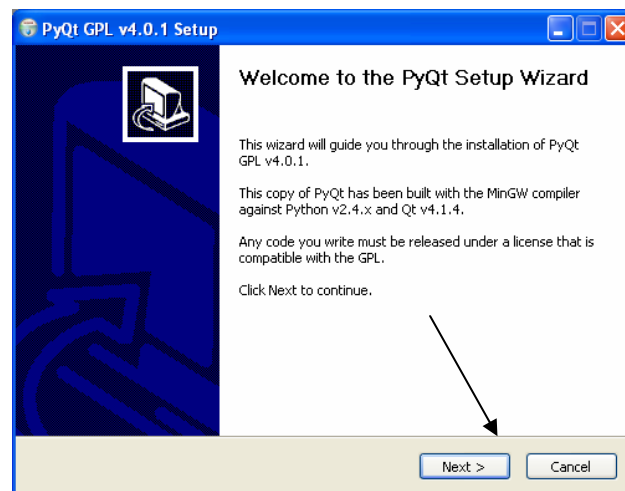 PyQt GPL v4.0.1 Setup
Welcome to the PyQt Setup Wizard
This wizard will guide you through the installation of PyQt
GPL v4.0.1.
This copy of PyQt has been built with the MinGW compiler
against Python v2.4.x and Qt v4.1.4.
Any code you write must be released under a license that is
compatible with the GPL.
Click Next to continue.
Next >
Cancel